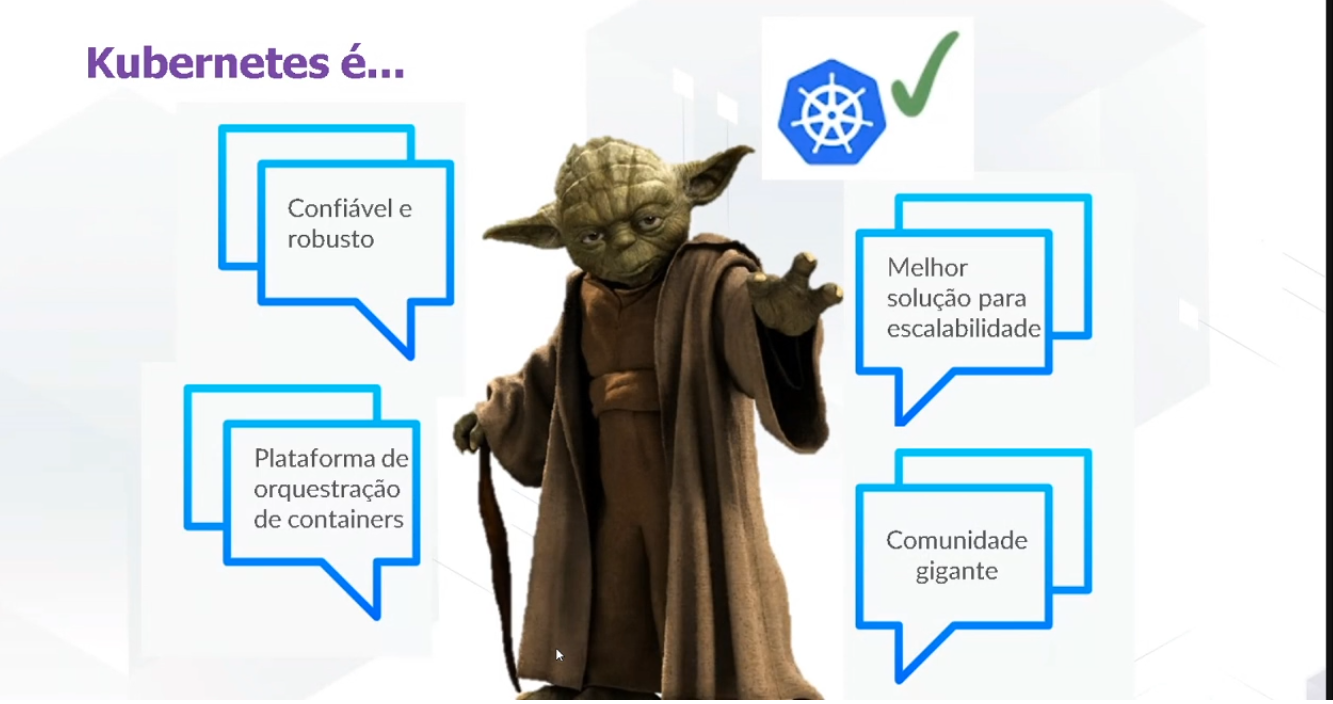 Kubernetes é...
Confiável e
robusto
Plataforma de
orquestração
de containers
Melhor
solução para
escalabilidade
Comunidade
gigante